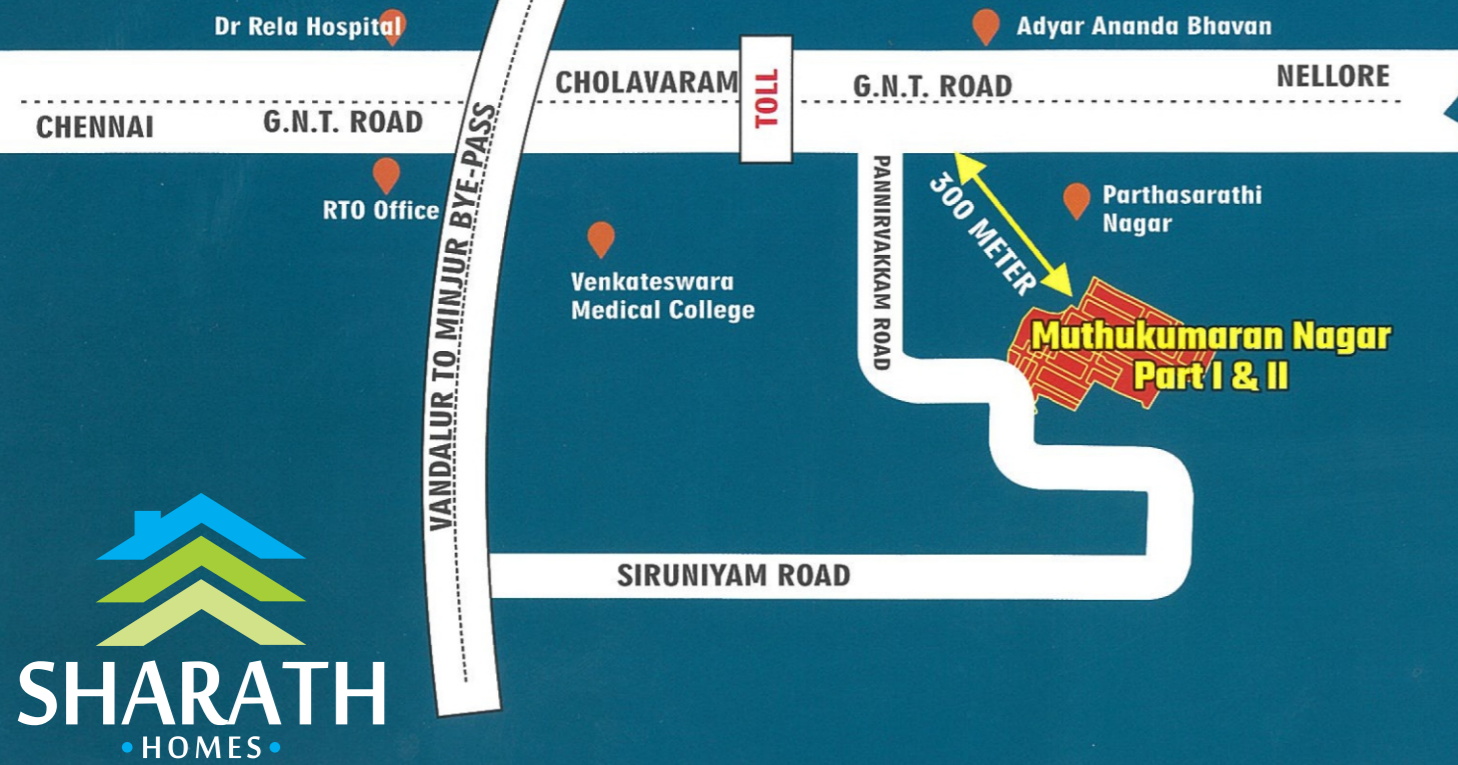 Dr Rela Hospital
Adyar Ananda Bhavan
CHOLAVARAM
TOLL
G.N.T. ROAD
NELLORE
CHENNAI
G.N.T. ROAD
VANDALUR TO MINJUR BYE-PASS
RTO Office
PANNIRVAKKAM ROAD
300 METER
Parthasarathi
Nagar
Venkateswara
Medical College
Muthukumaran Nagar
Part I & II
SIRUNIYAM ROAD
SHARATH
HOMES